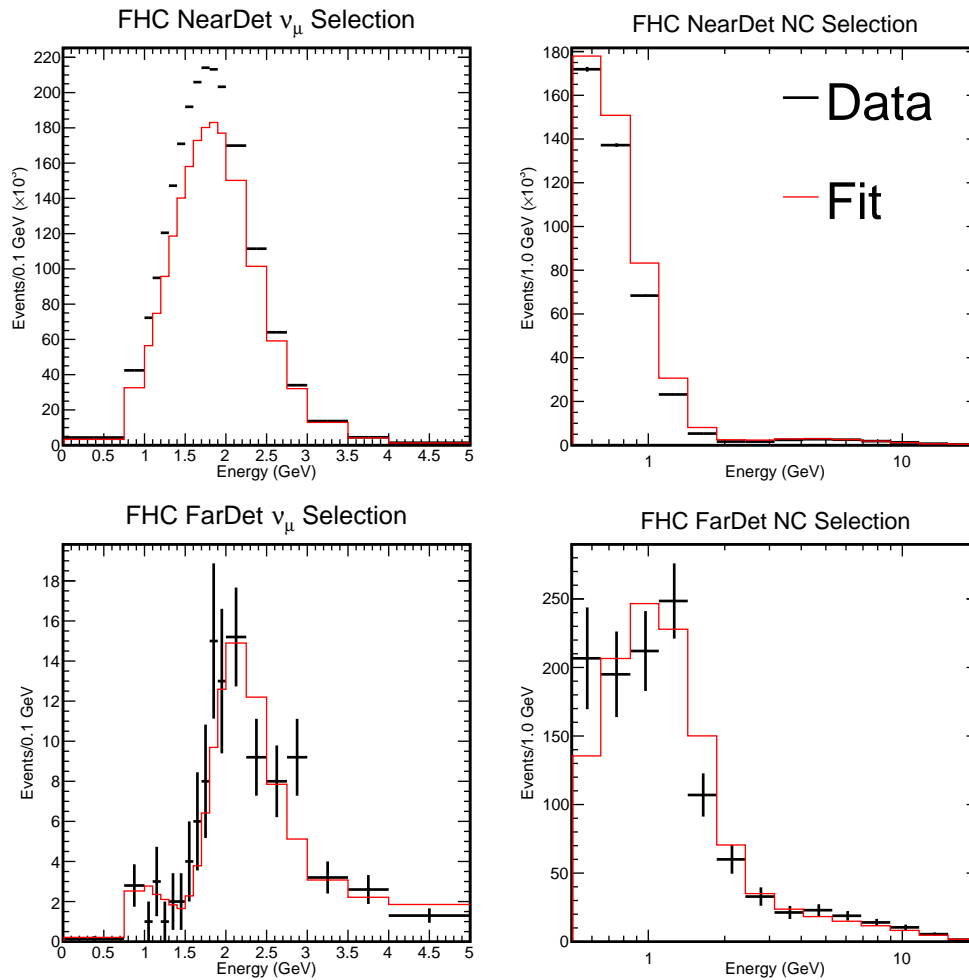 FHC NearDet νμ Selection
Events/0.1 GeV (×10³)
220
200
180
160
140
120
100
80
60
40
20
0
0 0.5 1 1.5 2 2.5 3 3.5 4 4.5 5
Energy (GeV)
FHC NearDet NC Selection
Events/1.0 GeV (×10³)
180
160
140
120
100
80
60
40
20
0
1 10
Energy (GeV)
Data
Fit
FHC FarDet νμ Selection
Events/0.1 GeV
18
16
14
12
10
8
6
4
2
0
0 0.5 1 1.5 2 2.5 3 3.5 4 4.5 5
Energy (GeV)
FHC FarDet NC Selection
Events/1.0 GeV
250
200
150
100
50
0
1 10
Energy (GeV)